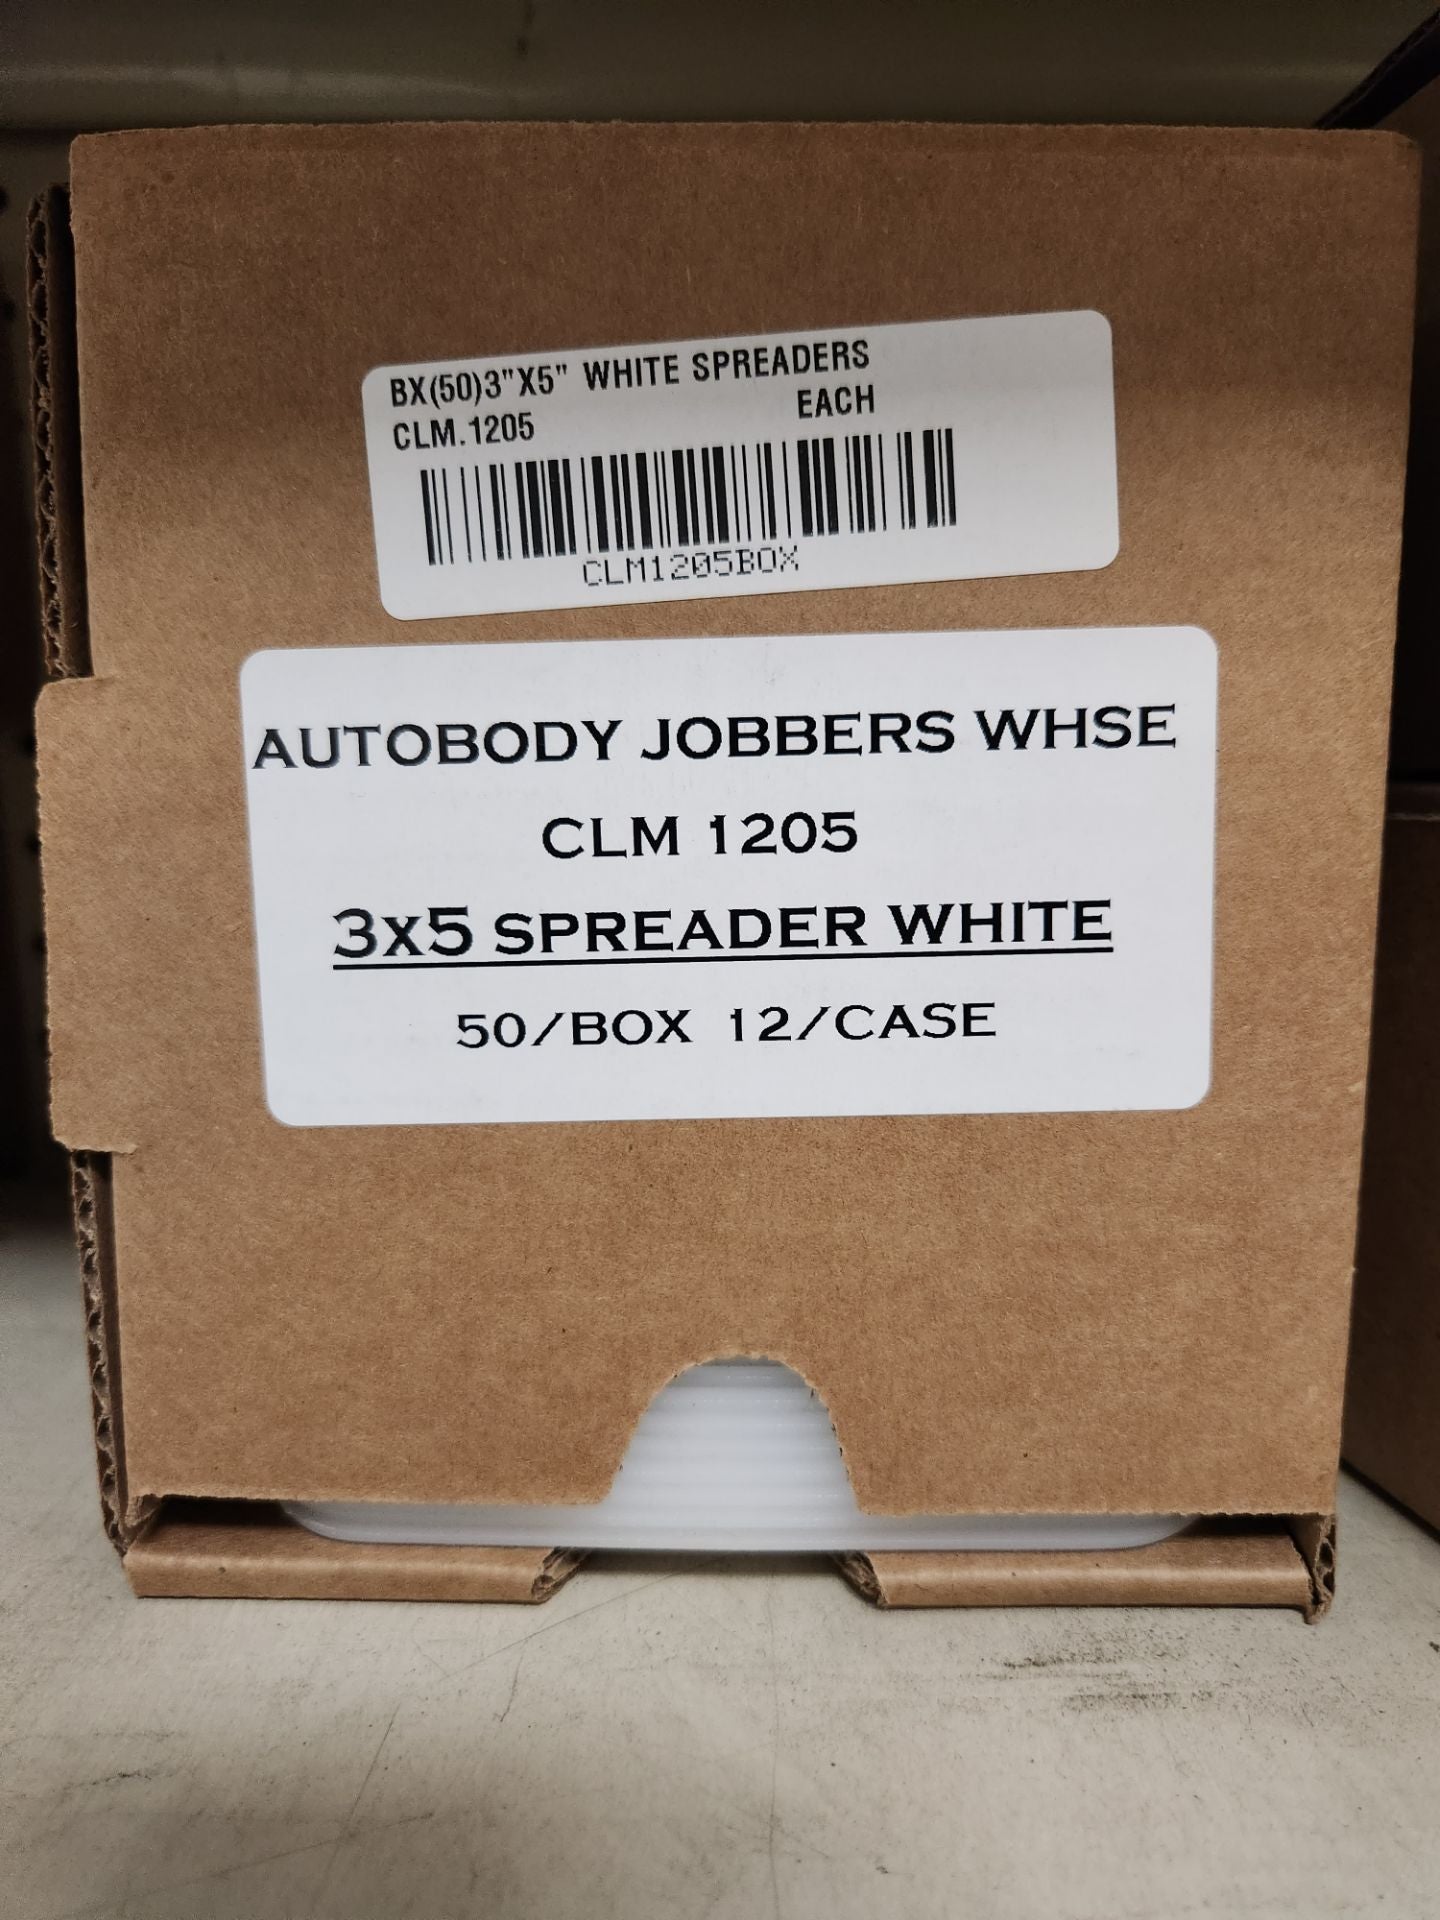 BX(50)3"X5" WHITE SPREADERS
CLM.1205 EACH
CLM1205BOX
AUTOBODY JOBBERS WHSE
CLM 1205
3x5 SPREADER WHITE
50/BOX 12/CASE